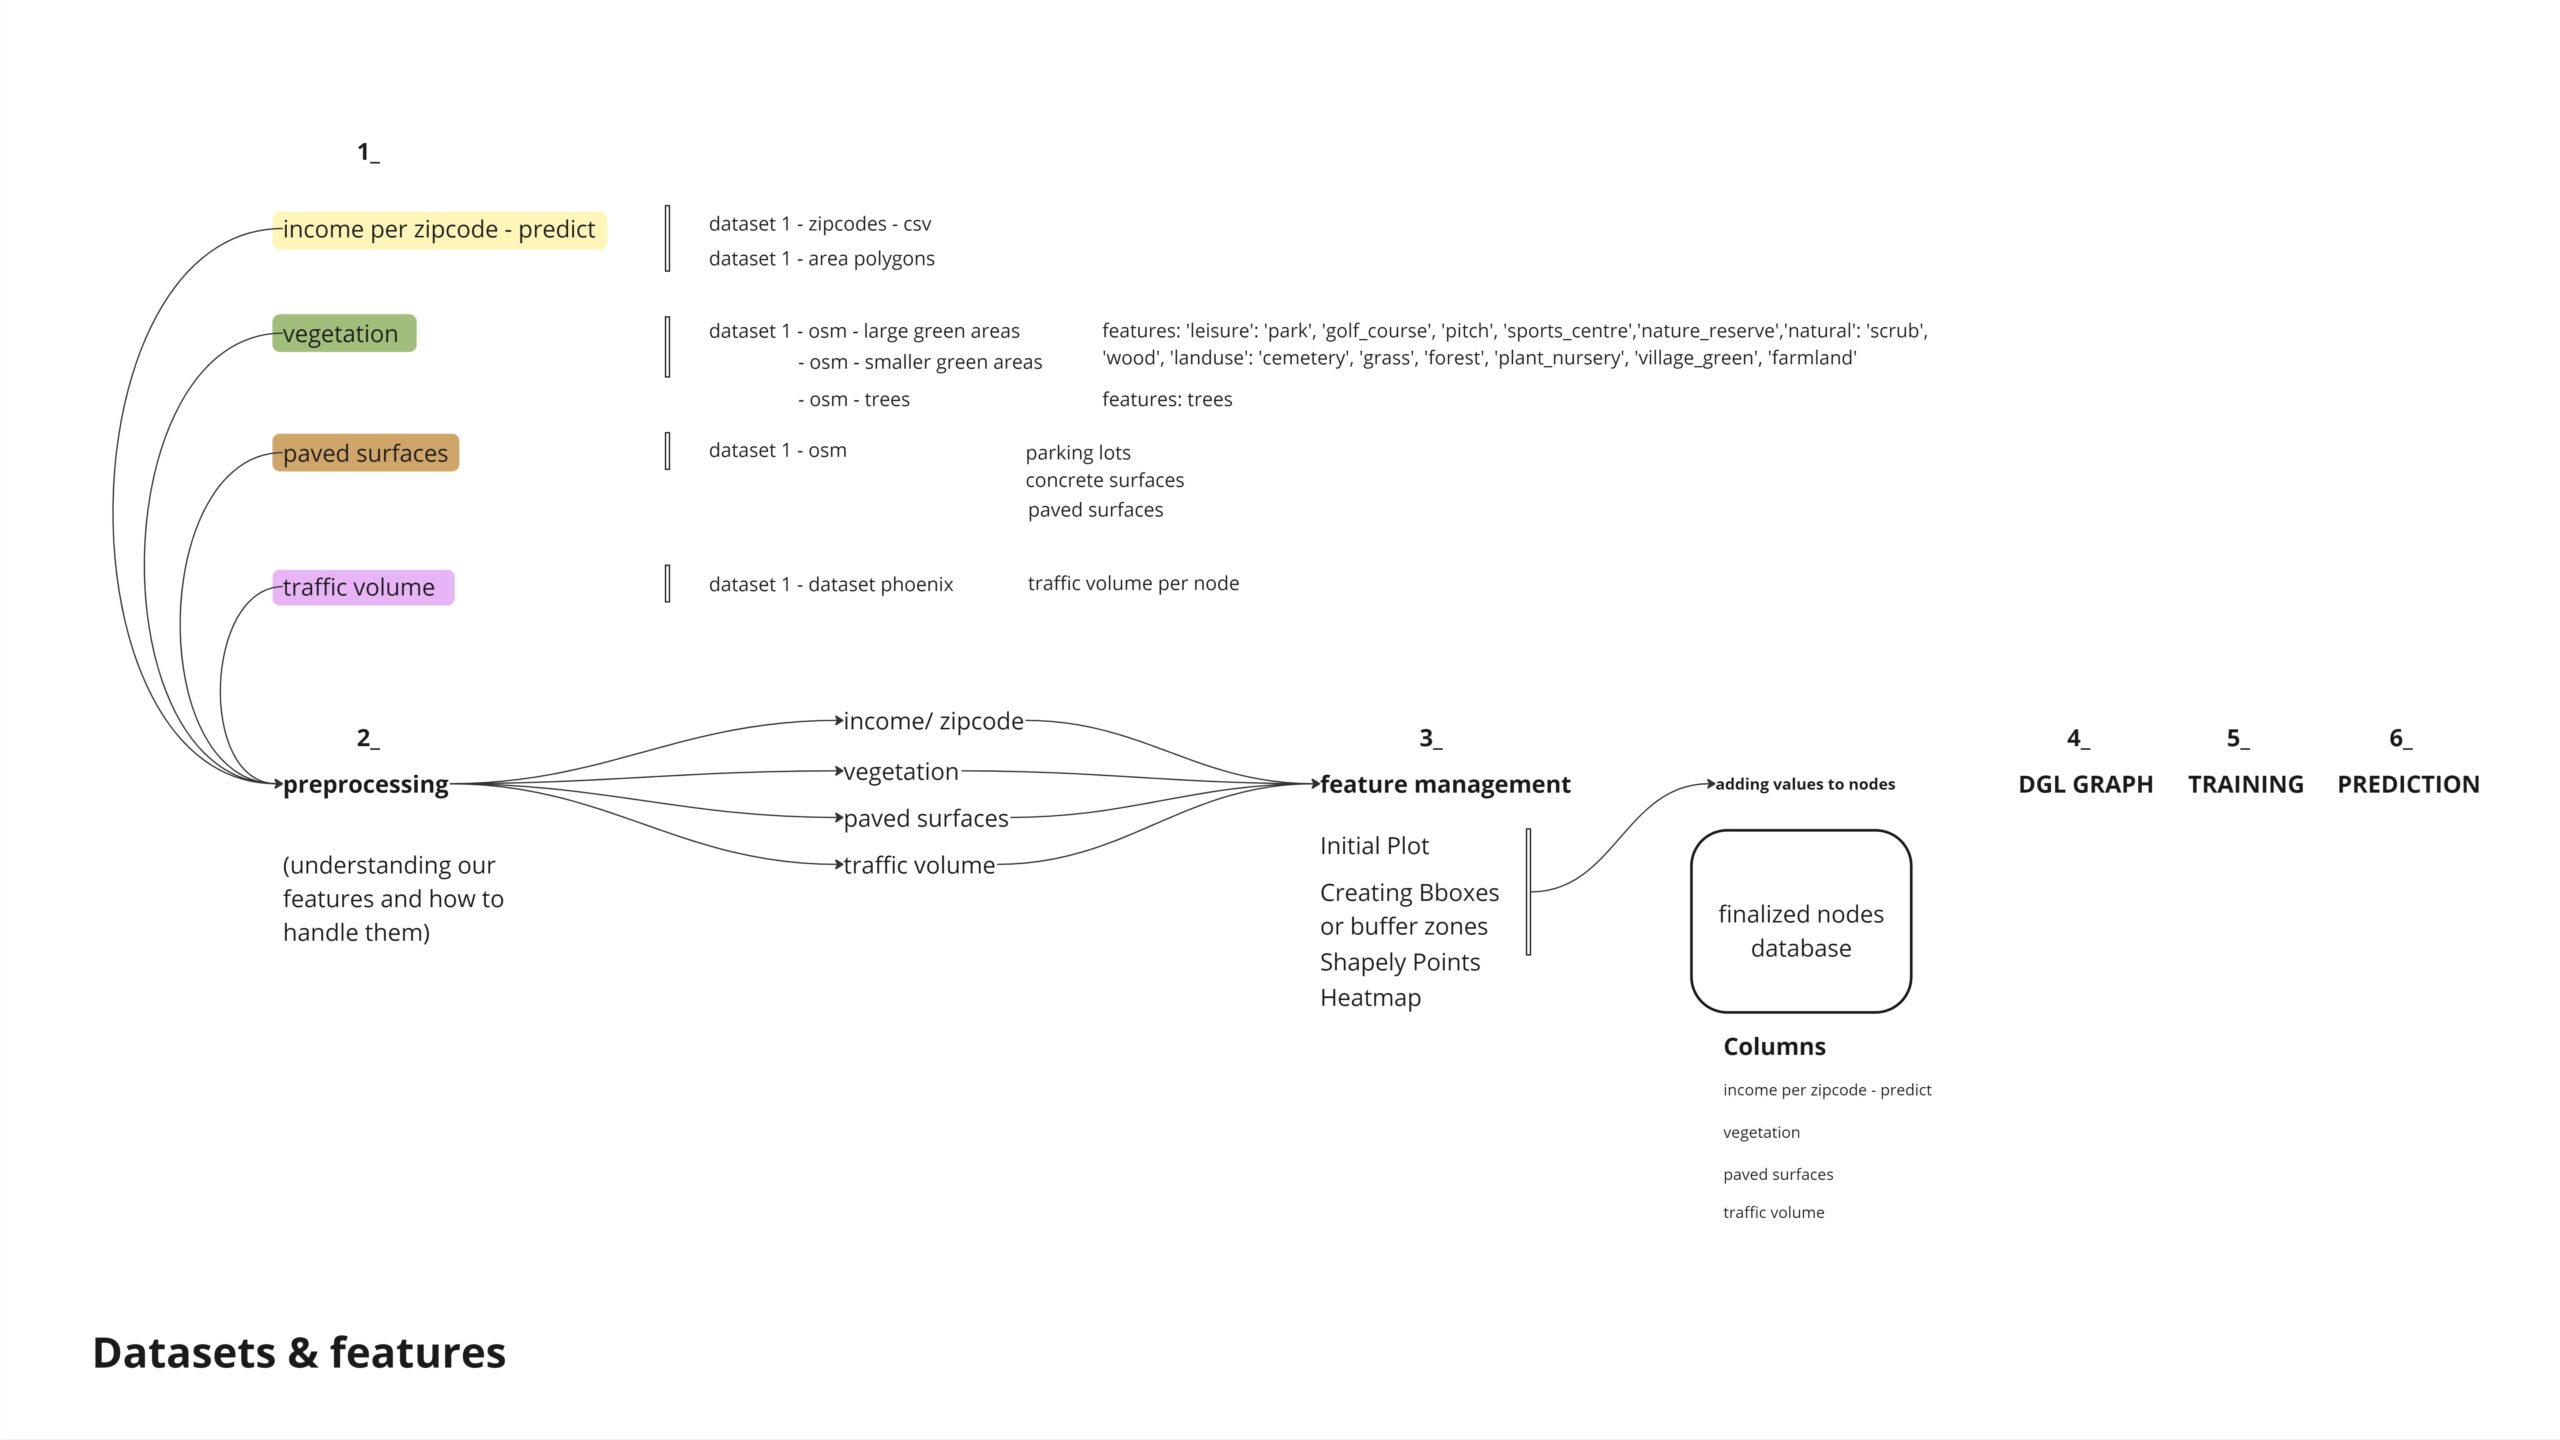 1_
income per zipcode - predict
dataset 1 - zipcodes - csv
dataset 1 - area polygons
vegetation
dataset 1 - osm - large green areas
- osm - smaller green areas
- osm - trees
features: 'leisure': 'park', 'golf_course', 'pitch', 'sports_centre','nature_reserve','natural': 'scrub',
'wood', 'landuse': 'cemetery', 'grass', 'forest', 'plant_nursery', 'village_green', 'farmland'
features: trees
paved surfaces
dataset 1 - osm
parking lots
concrete surfaces
paved surfaces
traffic volume
dataset 1 - dataset phoenix
traffic volume per node
2_
preprocessing
(understanding our
features and how to
handle them)
income/ zipcode
vegetation
paved surfaces
traffic volume
3_
feature management
Initial Plot
Creating Bboxes
or buffer zones
Shapely Points
Heatmap
adding values to nodes
finalized nodes
database
Columns
income per zipcode - predict
vegetation
paved surfaces
traffic volume
4_
DGL GRAPH
5_
TRAINING
6_
PREDICTION
Datasets & features